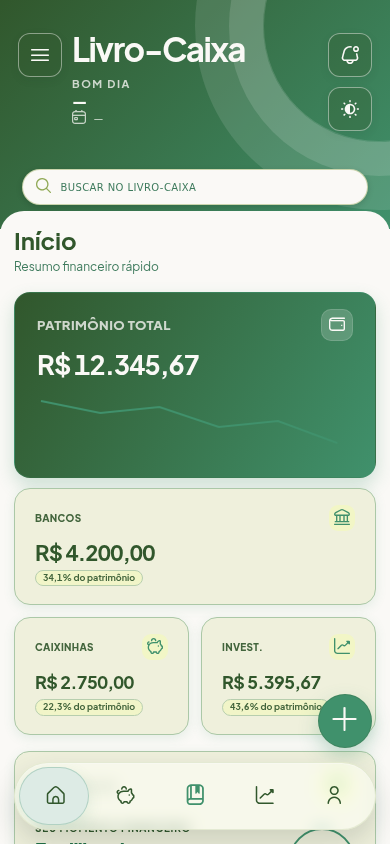 Livro-Caixa
BOM DIA
—
—
BUSCAR NO LIVRO-CAIXA
Início
Resumo financeiro rápido
PATRIMÔNIO TOTAL
R$ 12.345,67
BANCOS
R$ 4.200,00
34,1% do patrimônio
CAIXINHAS
R$ 2.750,00
22,3% do patrimônio
INVEST.
R$ 5.395,67
43,6% do patrimônio